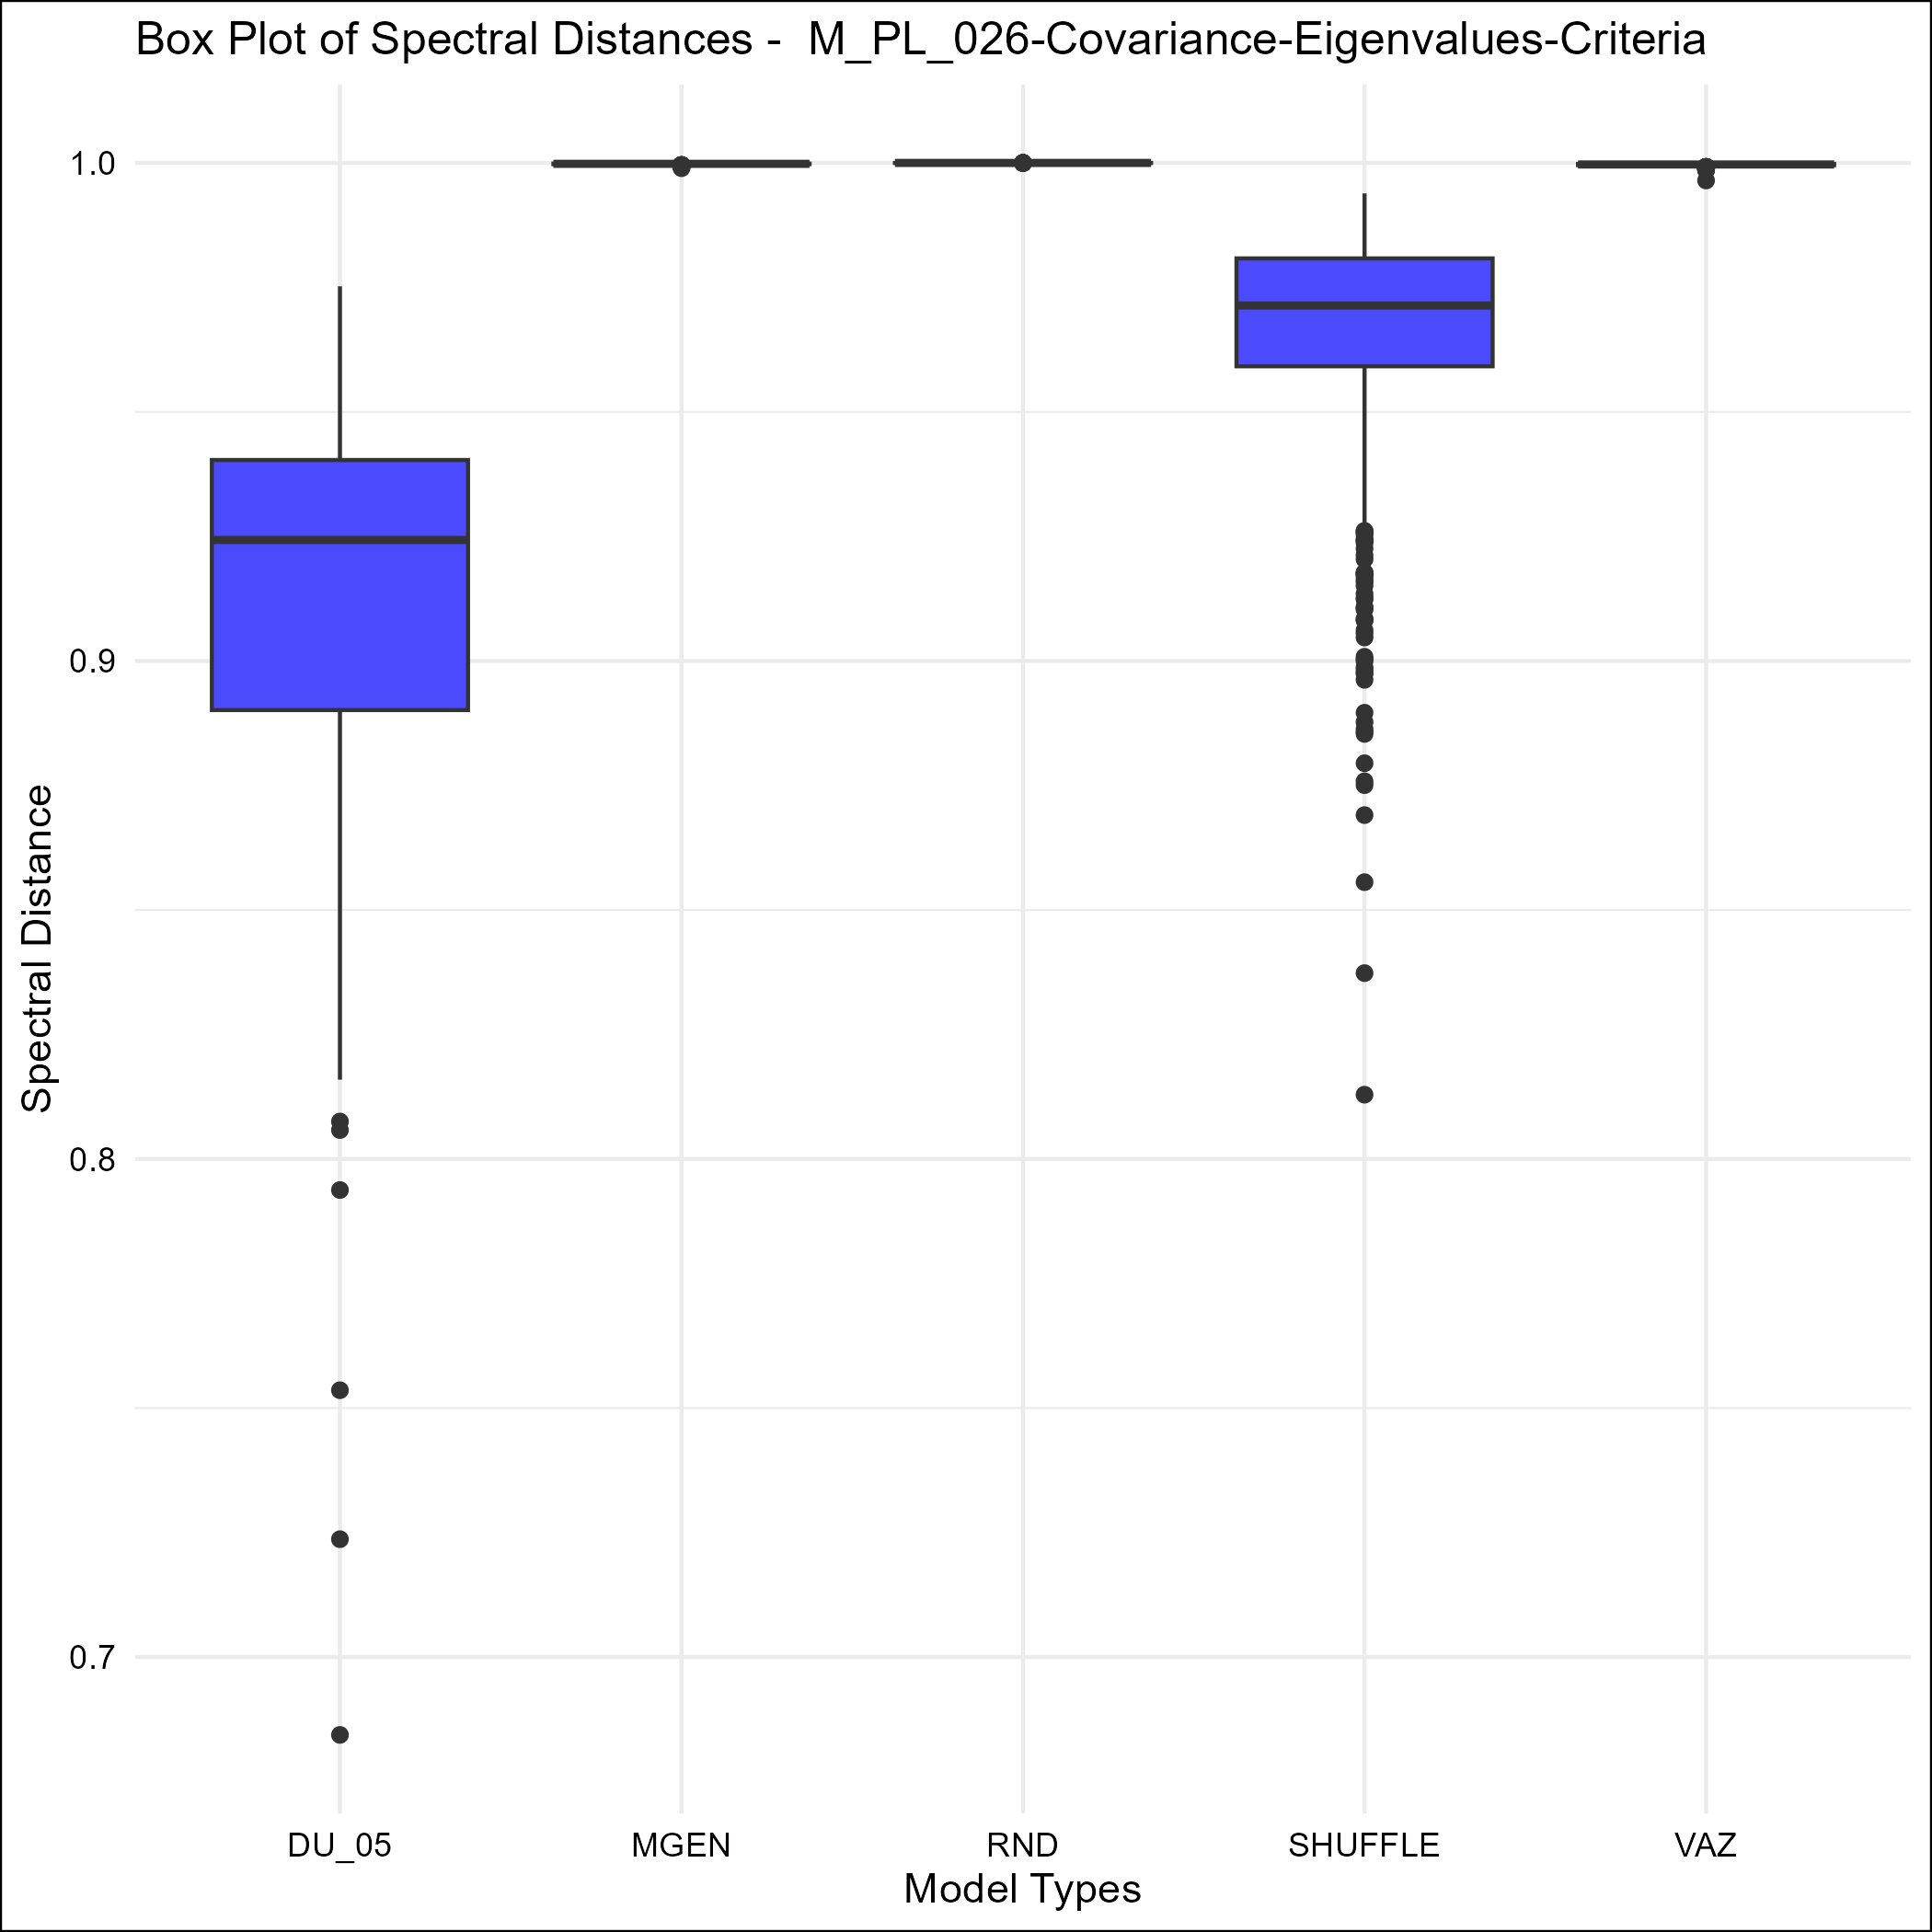 Box Plot of Spectral Distances -  M_PL_026-Covariance-Eigenvalues-Criteria
1.0
0.9
0.8
0.7
Spectral Distance
DU_05
MGEN
RND
SHUFFLE
VAZ
Model Types